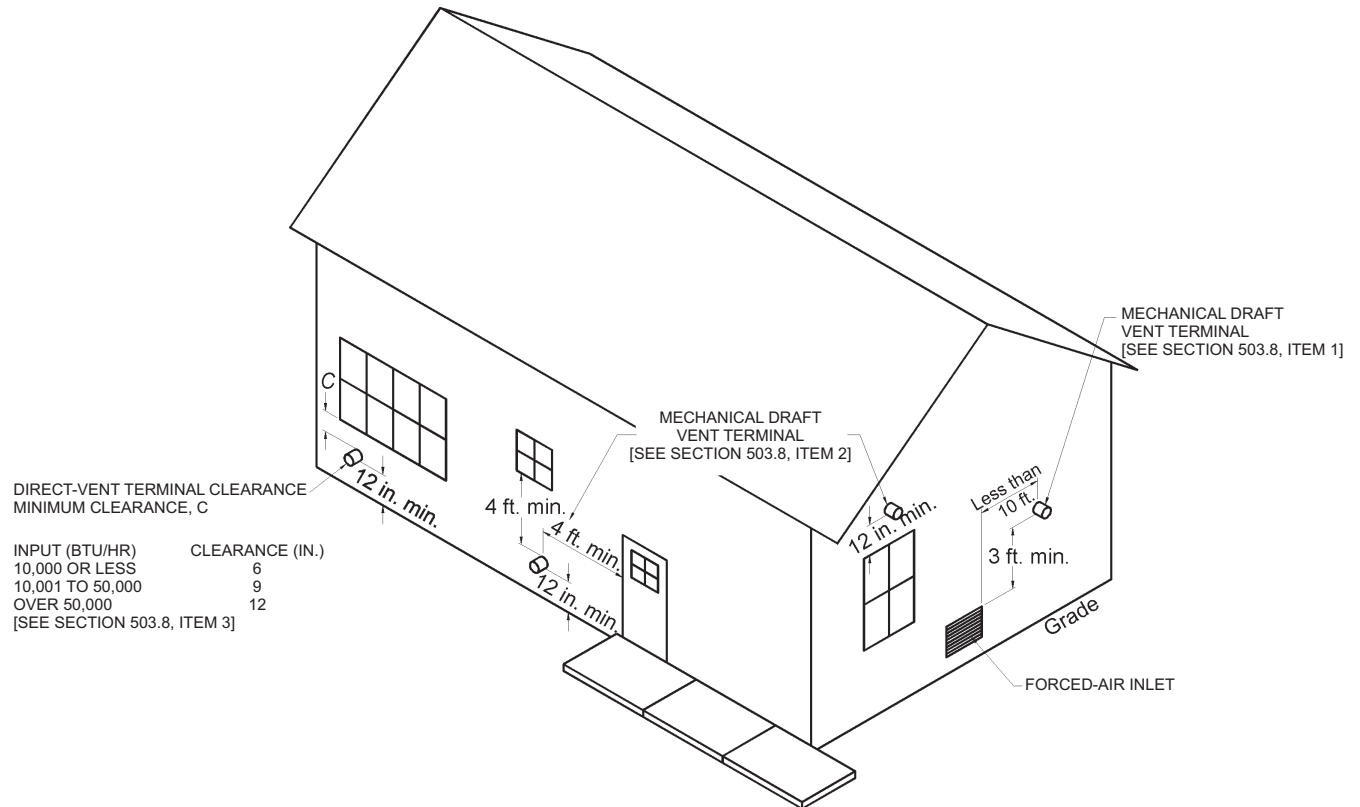 MECHANICAL DRAFT
VENT TERMINAL
[SEE SECTION 503.8, ITEM 1]
C
MECHANICAL DRAFT
VENT TERMINAL
[SEE SECTION 503.8, ITEM 2]
DIRECT-VENT TERMINAL CLEARANCE
MINIMUM CLEARANCE, C
12 in. min.
INPUT (BTU/HR) CLEARANCE (IN.)
10,000 OR LESS 6
10,001 TO 50,000 9
OVER 50,000 12
[SEE SECTION 503.8, ITEM 3]
4 ft. min.
4 ft. min.
12 in. min.
12 in. min.
Less than
10 ft.
3 ft. min.
Grade
FORCED-AIR INLET